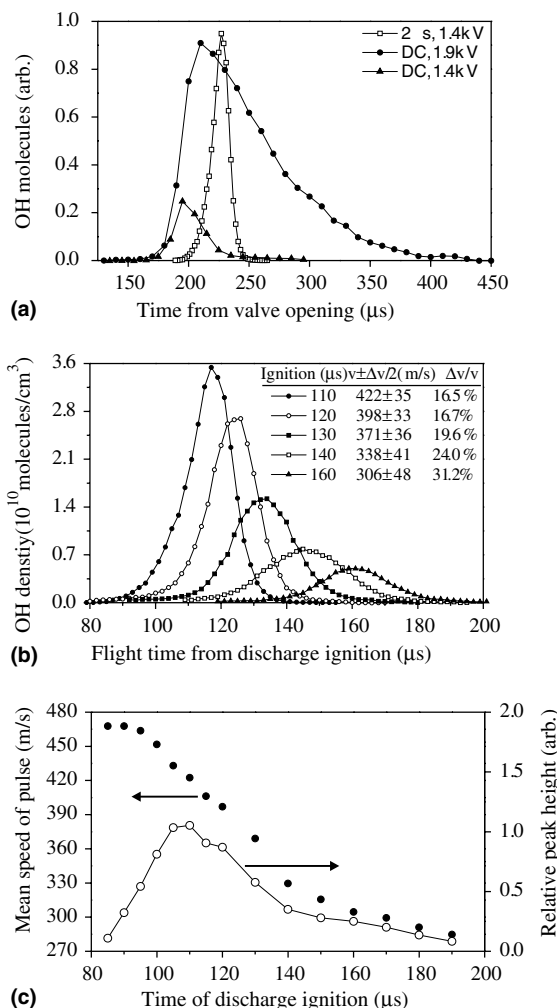 OH molecules (arb.)
1.0
0.8
0.6
0.4
0.2
0.0
2 s, 1.4kV
DC, 1.9kV
DC, 1.4kV
150 200 250 300 350 400 450
Time from valve opening (µs)
(a)
OH denstiy(10^10 molecules/cm^3)
3.6
2.8
2.1
1.4
0.7
0.0
Ignition (µs) v±Δv/2(m/s) Δv/v
110 422±35 16.5%
120 398±33 16.7%
130 371±36 19.6%
140 338±41 24.0%
160 306±48 31.2%
80 100 120 140 160 180 200
Flight time from discharge ignition (µs)
(b)
Mean speed of pulse (m/s)
480
450
420
390
360
330
300
270
2.0
1.5
1.0
0.5
0.0
Relative peak height (arb.)
80 100 120 140 160 180 200
Time of discharge ignition (µs)
(c)